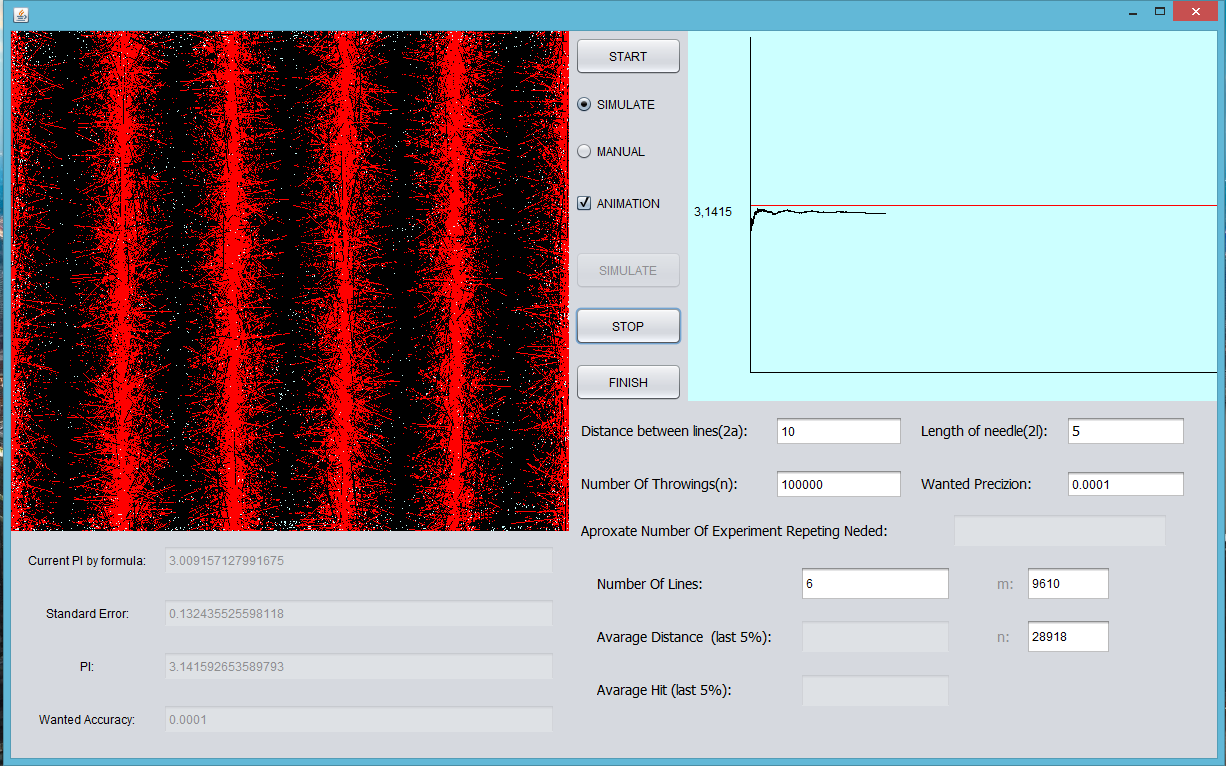 START
SIMULATE
MANUAL
ANIMATION
SIMULATE
STOP
FINISH
3,1415
Distance between lines(2a): 10 Length of needle(2l): 5
Number Of Throwings(n): 100000 Wanted Precizion: 0.0001
Aproxate Number Of Experiment Repeting Neded:
Number Of Lines: 6 m: 9610
Avarage Distance (last 5%): n: 28918
Avarage Hit (last 5%):
Current PI by formula: 3.009157127991675
Standard Error: 0.132435525598118
PI: 3.141592653589793
Wanted Accuracy: 0.0001